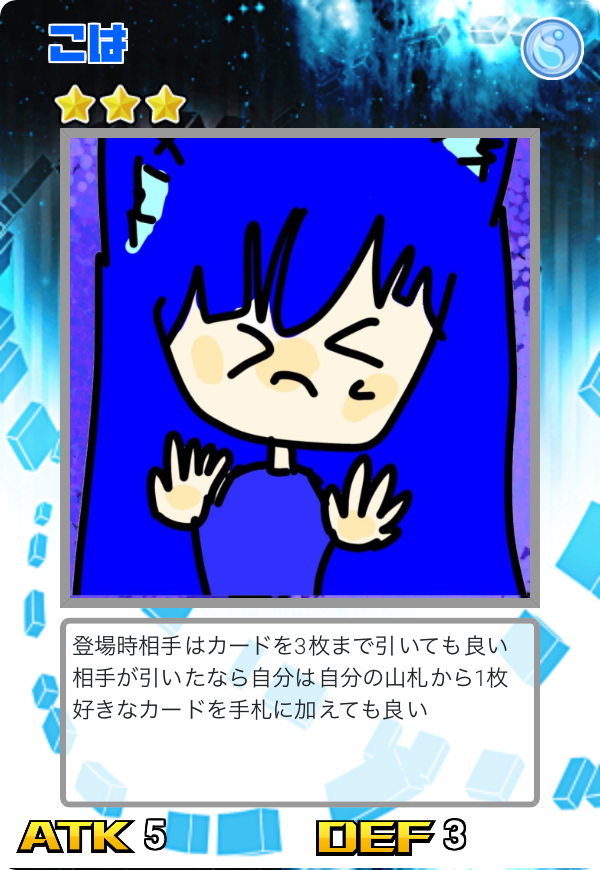 こは
登場時相手はカードを3枚まで引いても良い
相手が引いたなら自分は自分の山札から1枚
好きなカードを手札に加えても良い
ATK 5 DEF 3